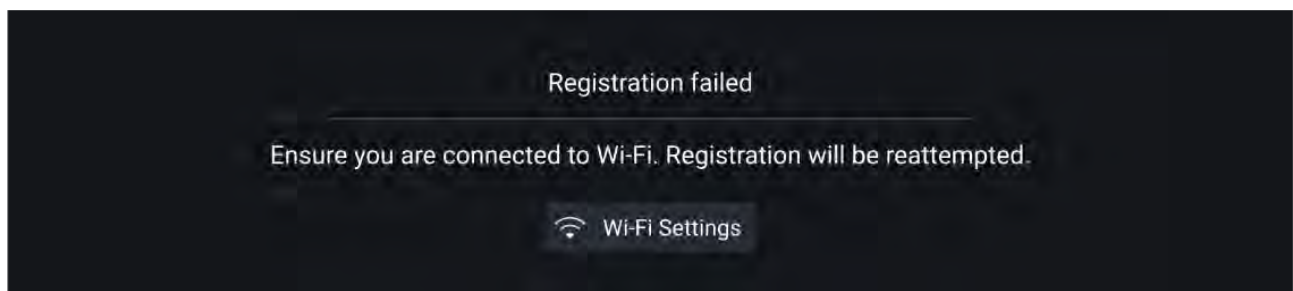 Registration failed
Ensure you are connected to Wi-Fi. Registration will be reattempted.
Wi-Fi Settings